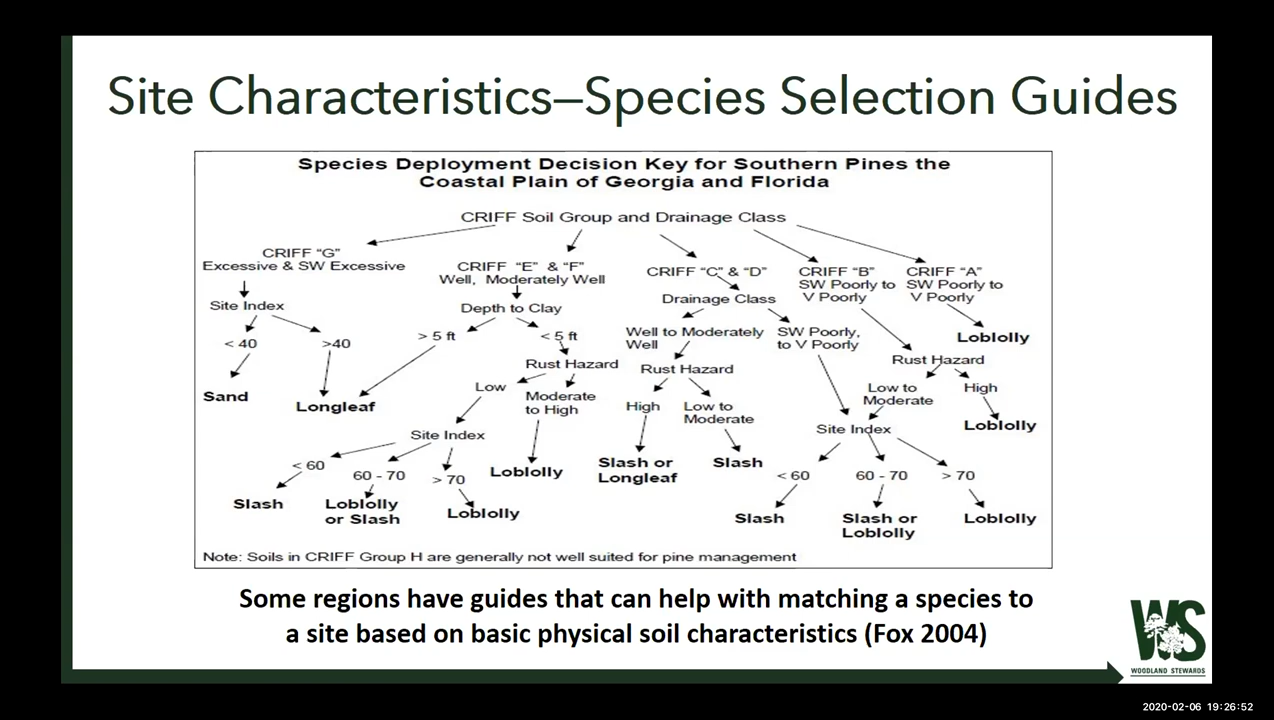 Site Characteristics—Species Selection Guides
Species Deployment Decision Key for Southern Pines the
Coastal Plain of Georgia and Florida
CRIFF Soil Group and Drainage Class
CRIFF "G"
Excessive & SW Excessive
Site Index
< 40
>40
Sand
Longleaf
CRIFF "E" & "F"
Well, Moderately Well
Depth to Clay
> 5 ft
< 5 ft
Rust Hazard
Low
Moderate
to High
Site Index
Loblolly
< 60
60 - 70
> 70
Slash
Loblolly
or Slash
Loblolly
CRIFF "C" & "D"
Drainage Class
Well to Moderately
Well
SW Poorly,
to V Poorly
Rust Hazard
High
Low to
Moderate
Slash or
Longleaf
Slash
CRIFF "B"
SW Poorly to
V Poorly
Rust Hazard
Low to
Moderate
High
Loblolly
Site Index
< 60
60 - 70
> 70
Slash
Slash or
Loblolly
Loblolly
CRIFF "A"
SW Poorly to
V Poorly
Loblolly
Note: Soils in CRIFF Group H are generally not well suited for pine management
Some regions have guides that can help with matching a species to
a site based on basic physical soil characteristics (Fox 2004)
WS
WOODLAND STEWARDS
2020-02-06 19:26:52